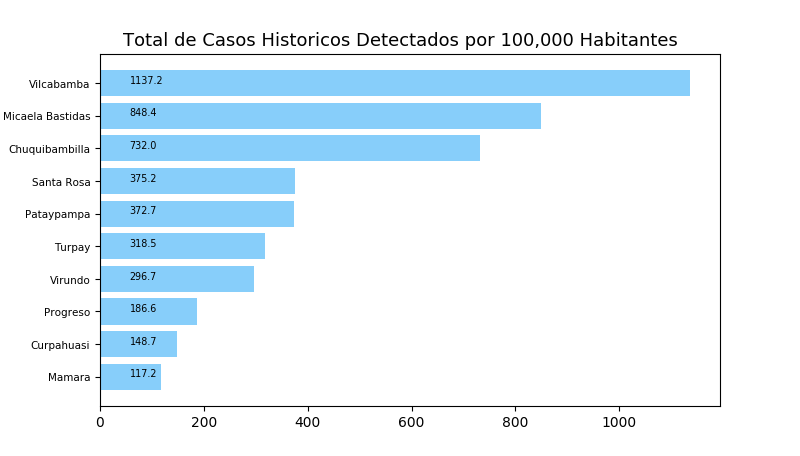 Total de Casos Historicos Detectados por 100,000 Habitantes
Vilcabamba 1137.2
Micaela Bastidas 848.4
Chuquibambilla 732.0
Santa Rosa 375.2
Pataypampa 372.7
Turpay 318.5
Virundo 296.7
Progreso 186.6
Curpahuasi 148.7
Mamara 117.2
0 200 400 600 800 1000